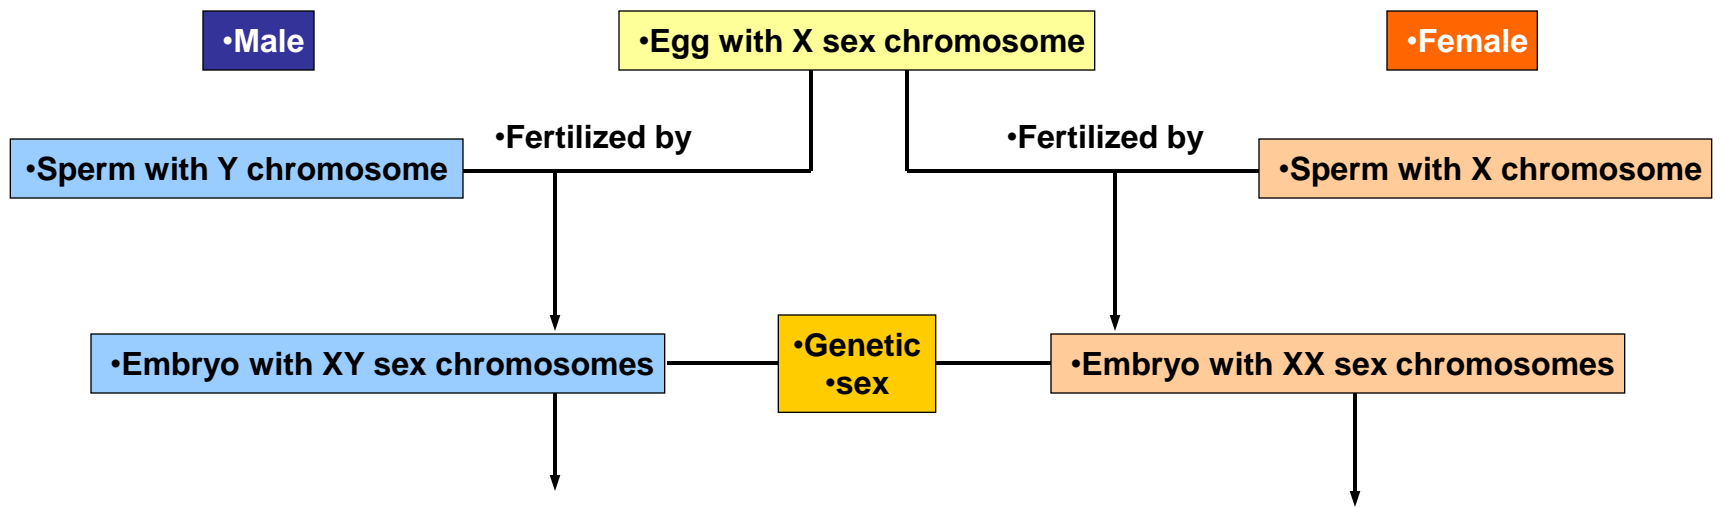 •Male
•Egg with X sex chromosome
•Female
•Fertilized by
•Fertilized by
•Sperm with Y chromosome
•Sperm with X chromosome
•Genetic
•sex
•Embryo with XY sex chromosomes
•Embryo with XX sex chromosomes